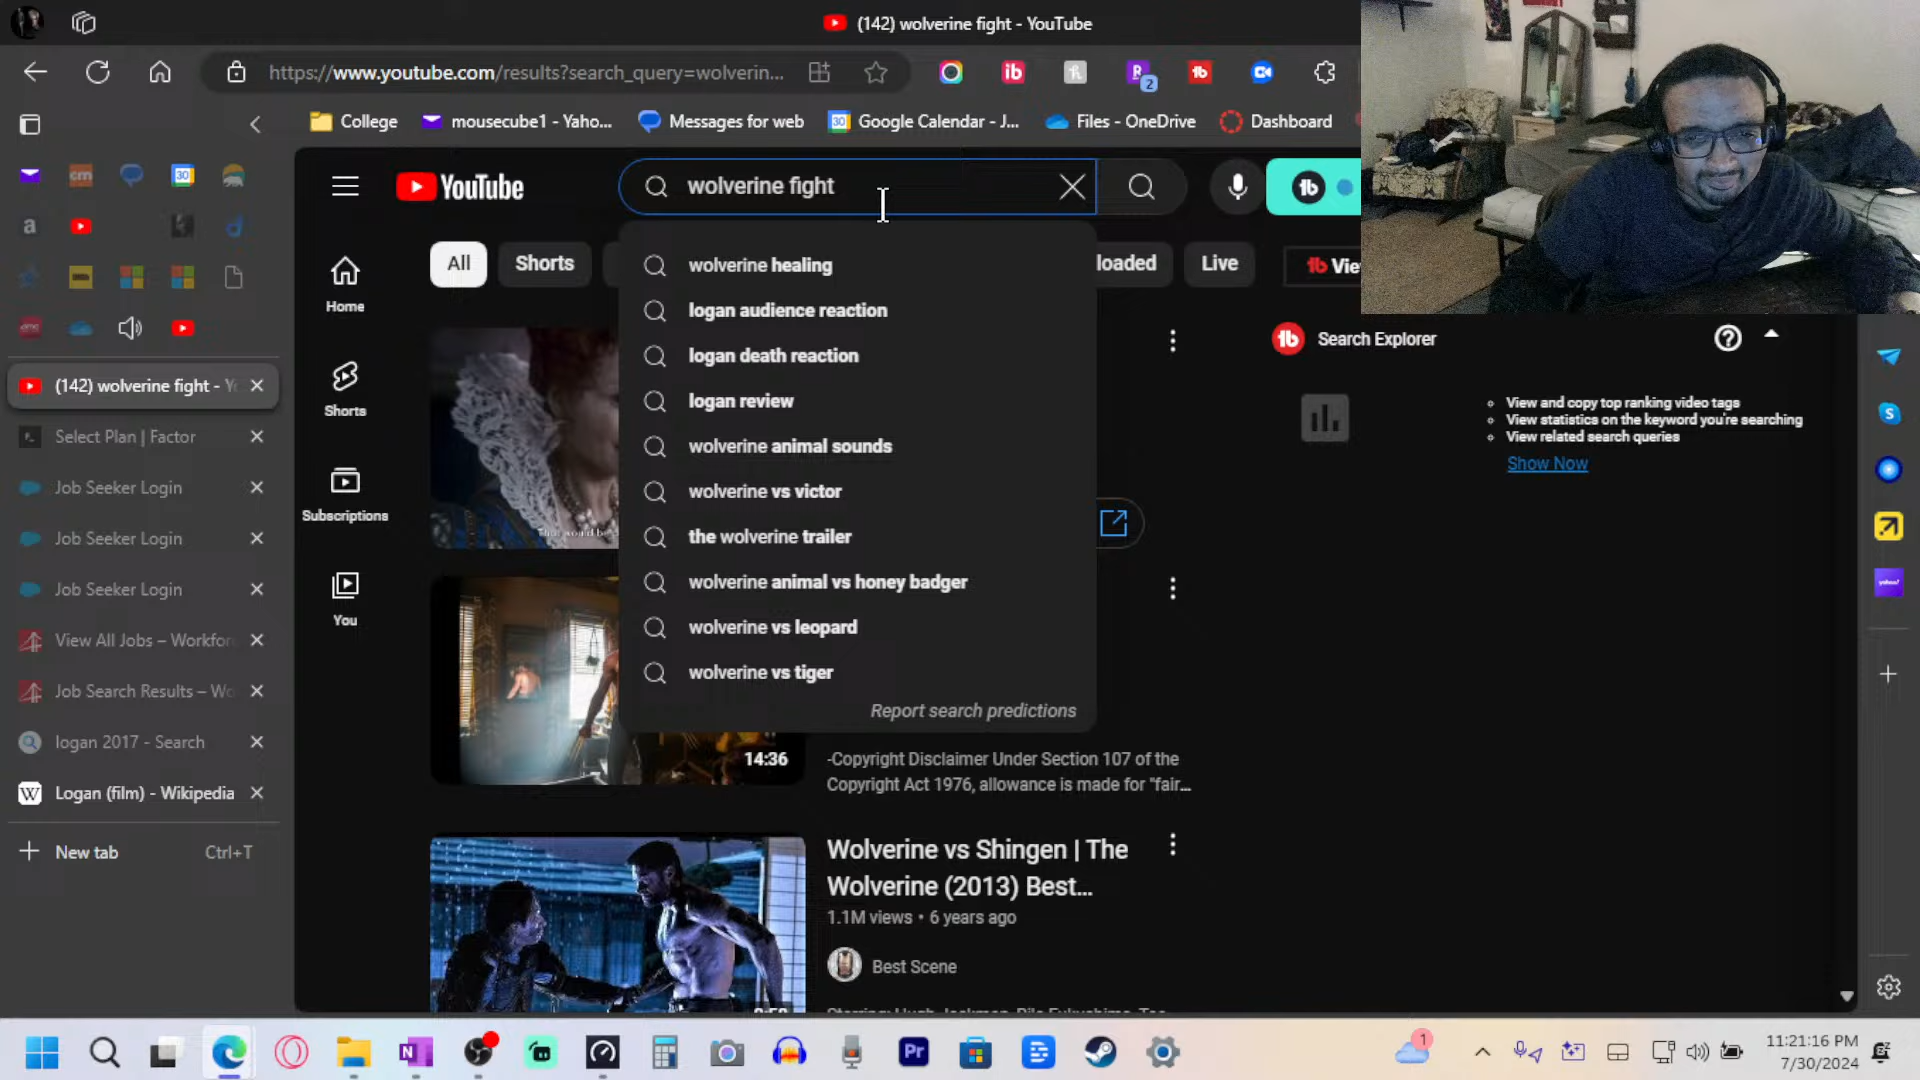 (142) wolverine fight - YouTube
https://www.youtube.com/results?search_query=wolverin...
2
College
mousecube1 - Yaho...
Messages for web
Google Calendar - J...
Files - OneDrive
Dashboard
YouTube
wolverine fight
All
Shorts
loaded
Live
Vie
Home
Shorts
Subscriptions
You
wolverine healing
logan audience reaction
logan death reaction
logan review
wolverine animal sounds
wolverine vs victor
the wolverine trailer
wolverine animal vs honey badger
wolverine vs leopard
wolverine vs tiger
Report search predictions
Search Explorer
View and copy top ranking video tags
View statistics on the keyword you're searching
View related search queries
Show Now
(142) wolverine fight - Y
Select Plan | Factor
Job Seeker Login
Job Seeker Login
Job Seeker Login
View All Jobs – Workfor
Job Search Results – Wo
logan 2017 - Search
Logan (film) - Wikipedia
New tab
Ctrl+T
That would be
14:36
-Copyright Disclaimer Under Section 107 of the
Copyright Act 1976, allowance is made for "fair...
Wolverine vs Shingen | The
Wolverine (2013) Best...
1.1M views • 6 years ago
Best Scene
1
11:21:16 PM
7/30/2024